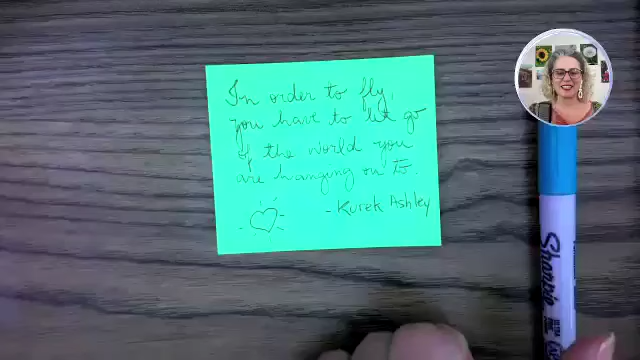 In order to fly,
you have to let go
of the world you
are hanging on to.
- Kurek Ashley
Sharpie